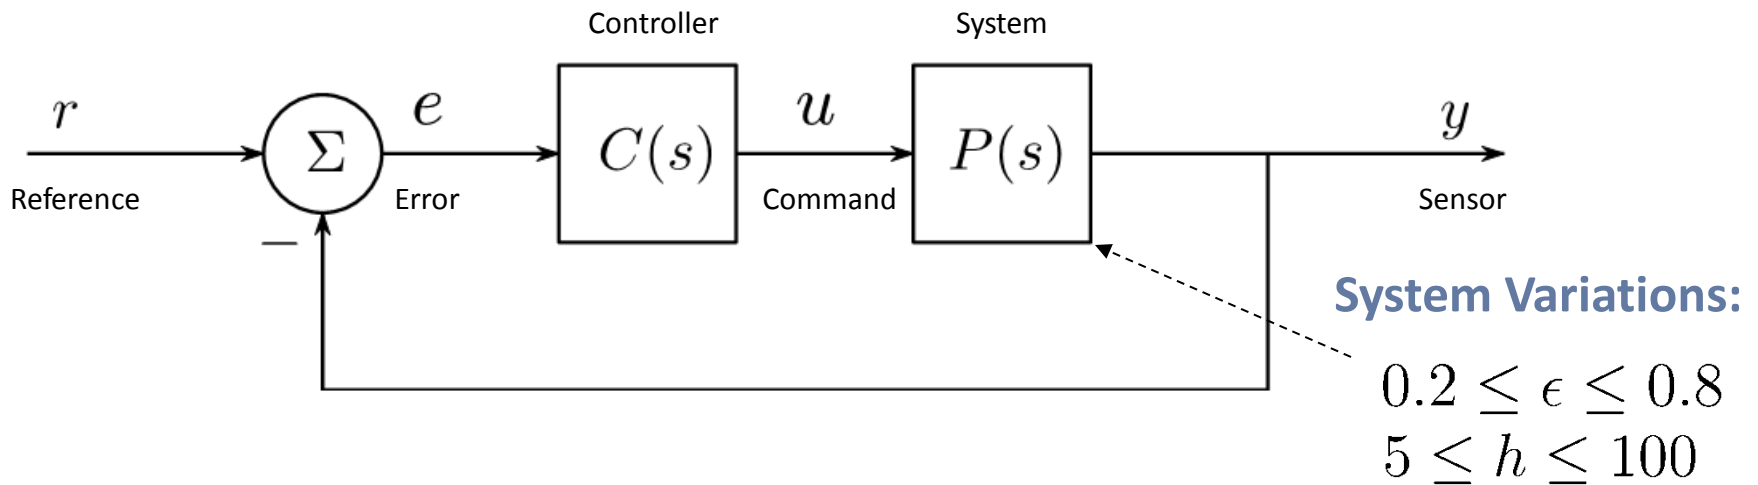 Controller
System
r
Σ
e
C(s)
u
P(s)
y
Reference
Error
Command
Sensor
−
System Variations:
0.2 ≤ ϵ ≤ 0.8
5 ≤ h ≤ 100